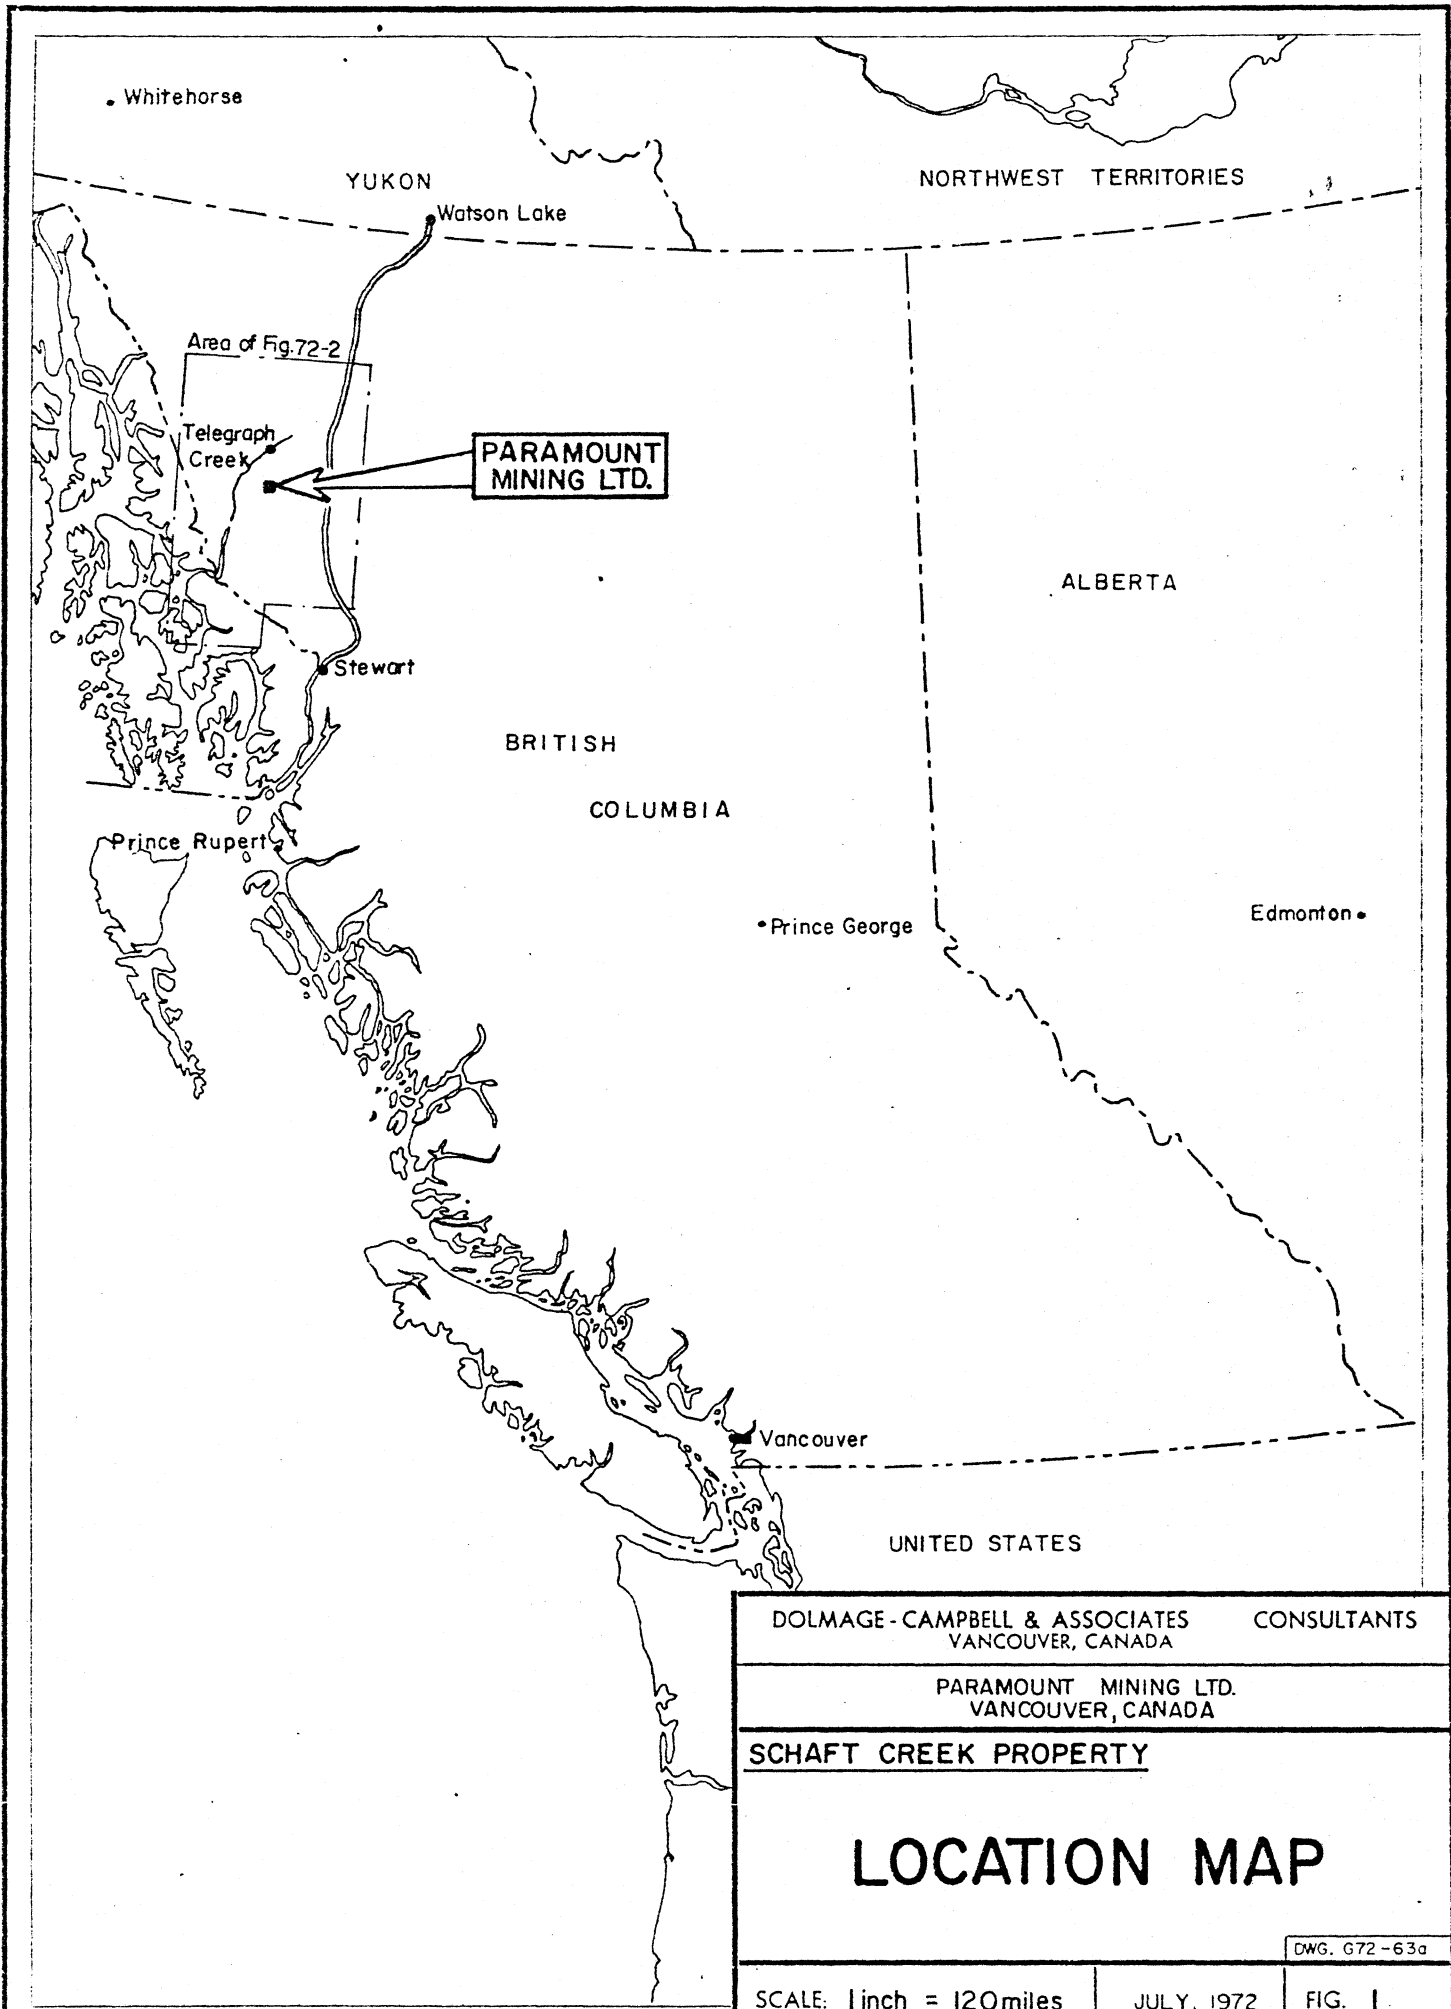 Whitehorse
YUKON
NORTHWEST TERRITORIES
Watson Lake
Area of Fig.72-2
Telegraph
Creek
PARAMOUNT
MINING LTD.
ALBERTA
Stewart
BRITISH
COLUMBIA
Prince Rupert
Prince George
Edmonton
Vancouver
UNITED STATES
DOLMAGE-CAMPBELL & ASSOCIATES CONSULTANTS
VANCOUVER, CANADA
PARAMOUNT MINING LTD.
VANCOUVER, CANADA
SCHAFT CREEK PROPERTY
LOCATION MAP
DWG. G72-63a
SCALE: 1 inch = 120 miles JULY, 1972 FIG. 1